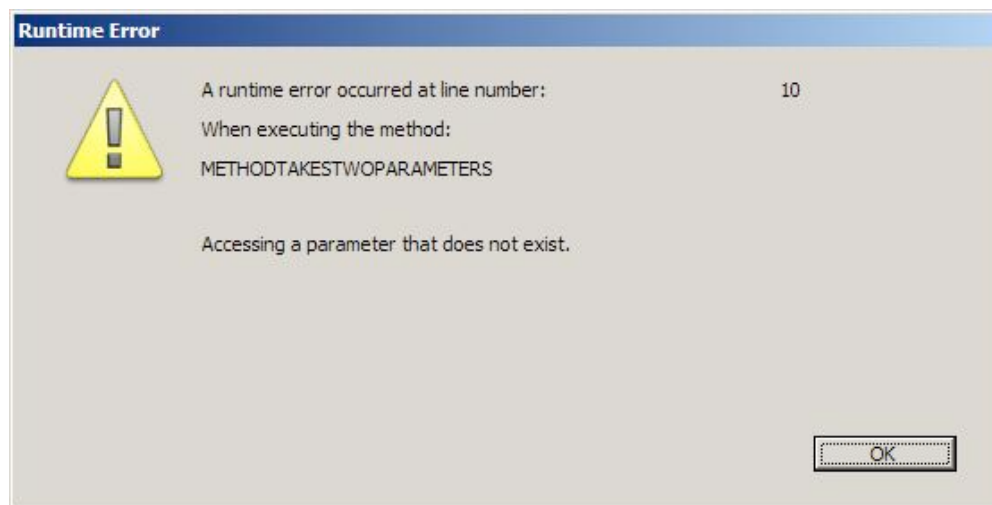 Runtime Error
A runtime error occurred at line number: 10
When executing the method:
METHODTAKESTWOPARAMETERS
Accessing a parameter that does not exist.
OK